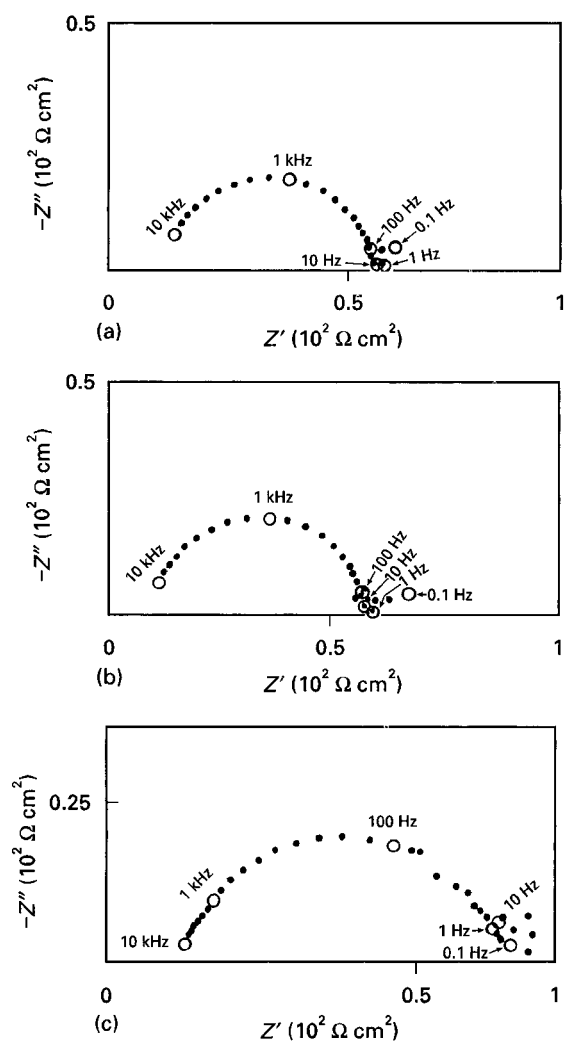 0.5
-Z″ (10² Ω cm²)
1 kHz
10 kHz
100 Hz
0.1 Hz
10 Hz
1 Hz
0
0.5
1
(a)
Z′ (10² Ω cm²)
0.5
-Z″ (10² Ω cm²)
1 kHz
10 kHz
100 Hz
10 Hz
1 Hz
0.1 Hz
0
0.5
1
(b)
Z′ (10² Ω cm²)
0.25
-Z″ (10² Ω cm²)
100 Hz
1 kHz
10 Hz
1 Hz
10 kHz
0.1 Hz
0
0.5
1
(c)
Z′ (10² Ω cm²)